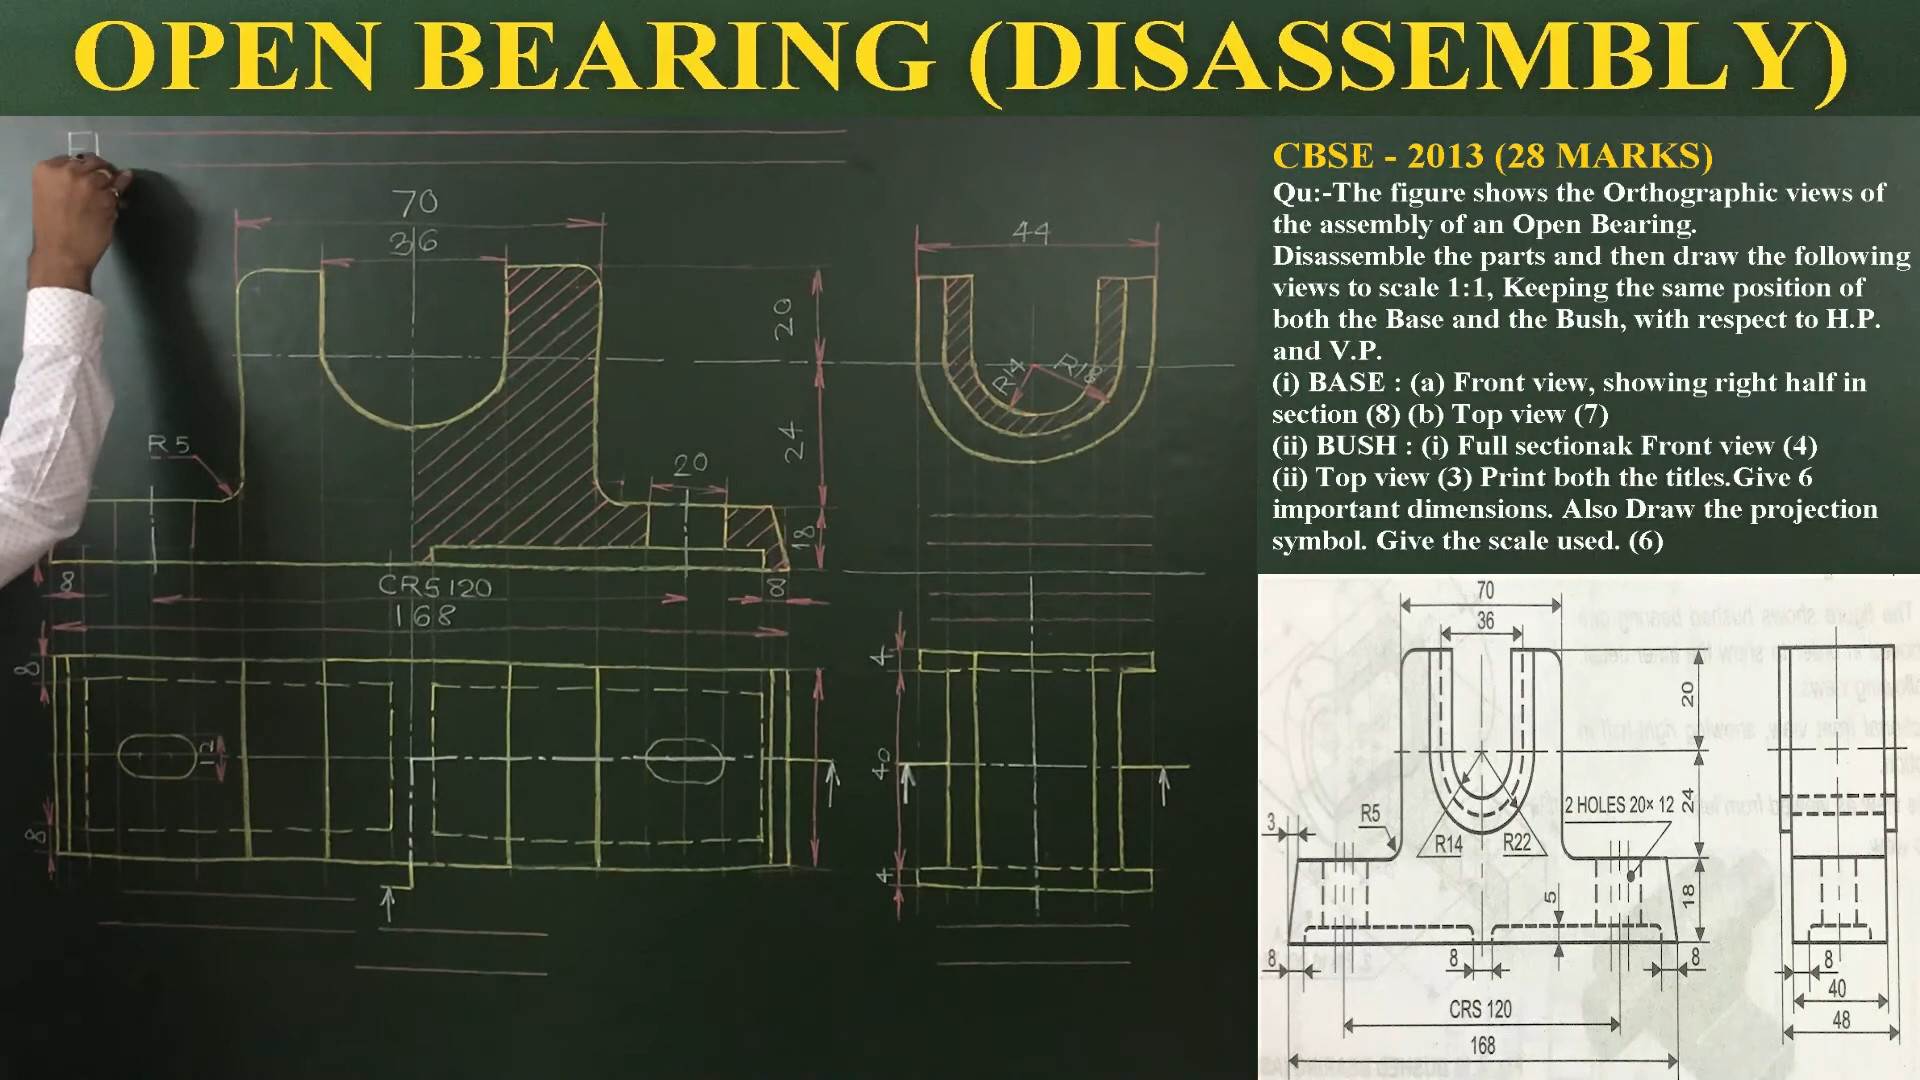 OPEN BEARING (DISASSEMBLY)
CBSE - 2013 (28 MARKS)
Qu:-The figure shows the Orthographic views of
the assembly of an Open Bearing.
Disassemble the parts and then draw the following
views to scale 1:1, Keeping the same position of
both the Base and the Bush, with respect to H.P.
and V.P.
(i) BASE : (a) Front view, showing right half in
section (8) (b) Top view (7)
(ii) BUSH : (i) Full sectionak Front view (4)
(ii) Top view (3) Print both the titles.Give 6
important dimensions. Also Draw the projection
symbol. Give the scale used. (6)
70
36
44
20
R14
R18
R5
24
20
18
8
CRS 120
8
168
8
12
8
4
40
4
70
36
20
2 HOLES 20× 12
24
R5
3
R14
R22
18
5
8
8
8
8
CRS 120
40
48
168